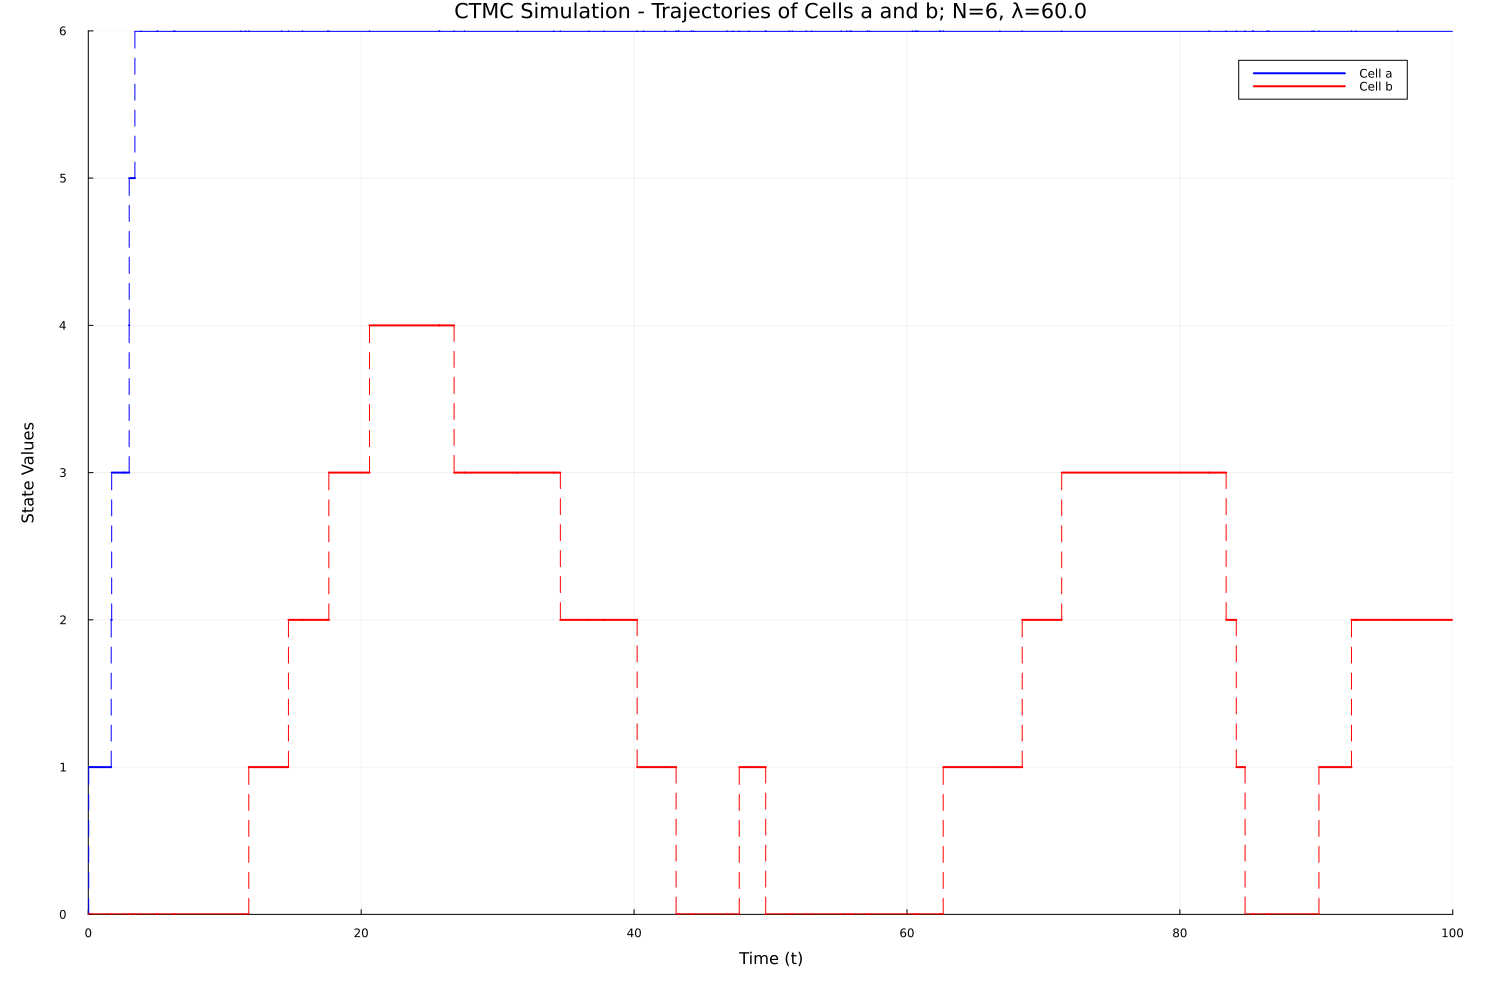 CTMC Simulation - Trajectories of Cells a and b; N=6, λ=60.0
Cell a
Cell b
State Values
6
5
4
3
2
1
0
0 20 40 60 80 100
Time (t)